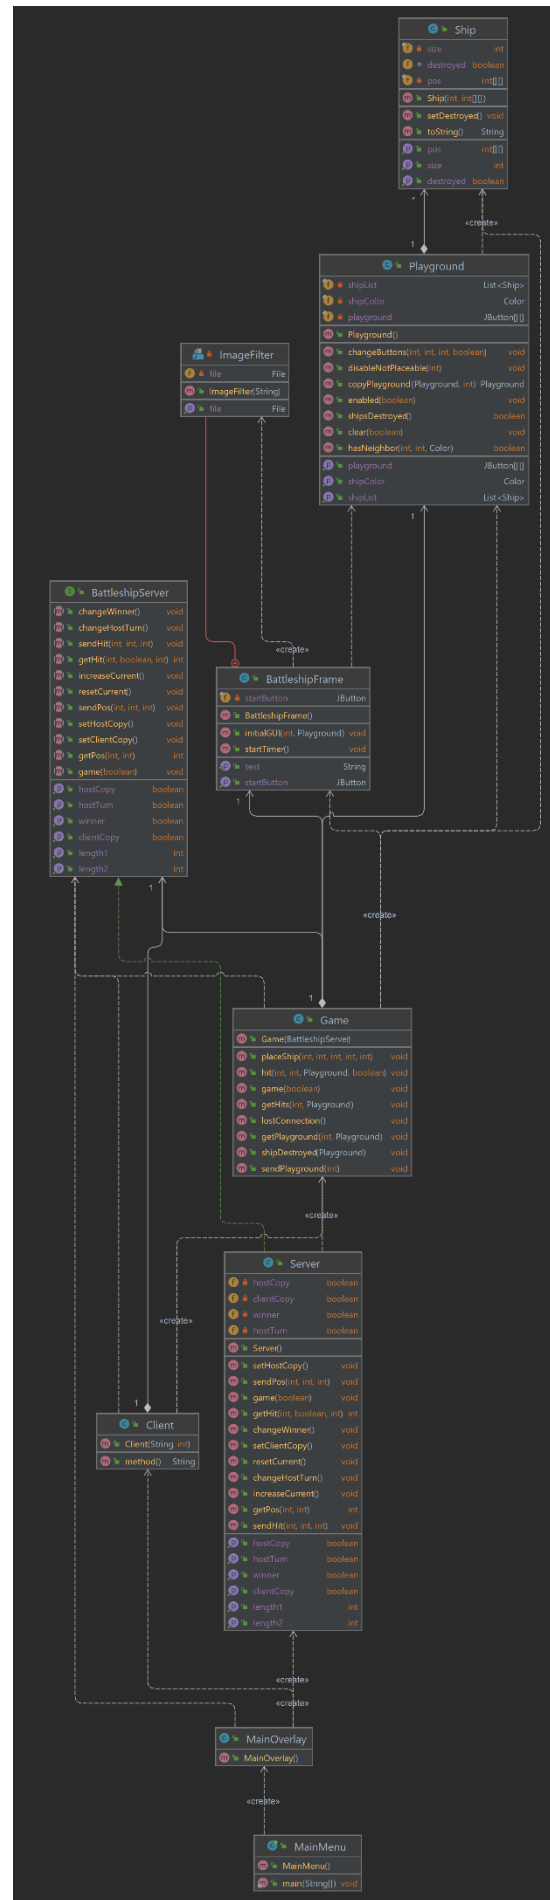 Ship
size int
destroyed boolean
pos int[][]
Ship(int, int[][])
setDestroyed() void
toString() String
pos int[][]
size int
destroyed boolean
*
«create»
1
Playground
shipList List<Ship>
shipColor Color
playground JButton[][]
Playground()
changeButtons(int, int, int, boolean) void
disableNotPlaceable(int) void
copyPlayground(Playground, int) Playground
enabled(boolean) void
shipsDestroyed() boolean
clear(boolean) void
hasNeighbor(int, int, Color) boolean
playground JButton[][]
shipColor Color
shipList List<Ship>
1
ImageFilter
file File
ImageFilter(String)
file File
«create»
BattleshipServer
changeWinner() void
changeHostTurn() void
sendHit(int, int, int) void
getHit(int, boolean, int) int
increaseCurrent() void
resetCurrent() void
sendPos(int, int, int) void
setHostCopy() void
setClientCopy() void
getPos(int, int) int
game(boolean) void
hostCopy boolean
hostTurn boolean
winner boolean
clientCopy boolean
length1 int
length2 int
1
BattleshipFrame
startButton JButton
BattleshipFrame()
initialGUI(int, Playground) void
startTimer() void
text String
startButton JButton
1
«create»
1
Game
Game(BattleshipServer)
placeShip(int, int, int, int, int) void
hit(int, int, Playground, boolean) void
game(boolean) void
getHits(int, Playground) void
lostConnection() void
getPlayground(int, Playground) void
shipDestroyed(Playground) void
sendPlayground(int) void
«create»
Server
hostCopy boolean
clientCopy boolean
winner boolean
hostTurn boolean
Server()
setHostCopy() void
sendPos(int, int, int) void
game(boolean) void
getHit(int, boolean, int) int
changeWinner() void
setClientCopy() void
resetCurrent() void
changeHostTurn() void
increaseCurrent() void
getPos(int, int) int
sendHit(int, int, int) void
hostCopy boolean
hostTurn boolean
winner boolean
clientCopy boolean
length1 int
length2 int
«create»
1
Client
Client(String, int)
method() String
«create»
«create»
MainOverlay
MainOverlay()
«create»
MainMenu
MainMenu()
main(String[]) void